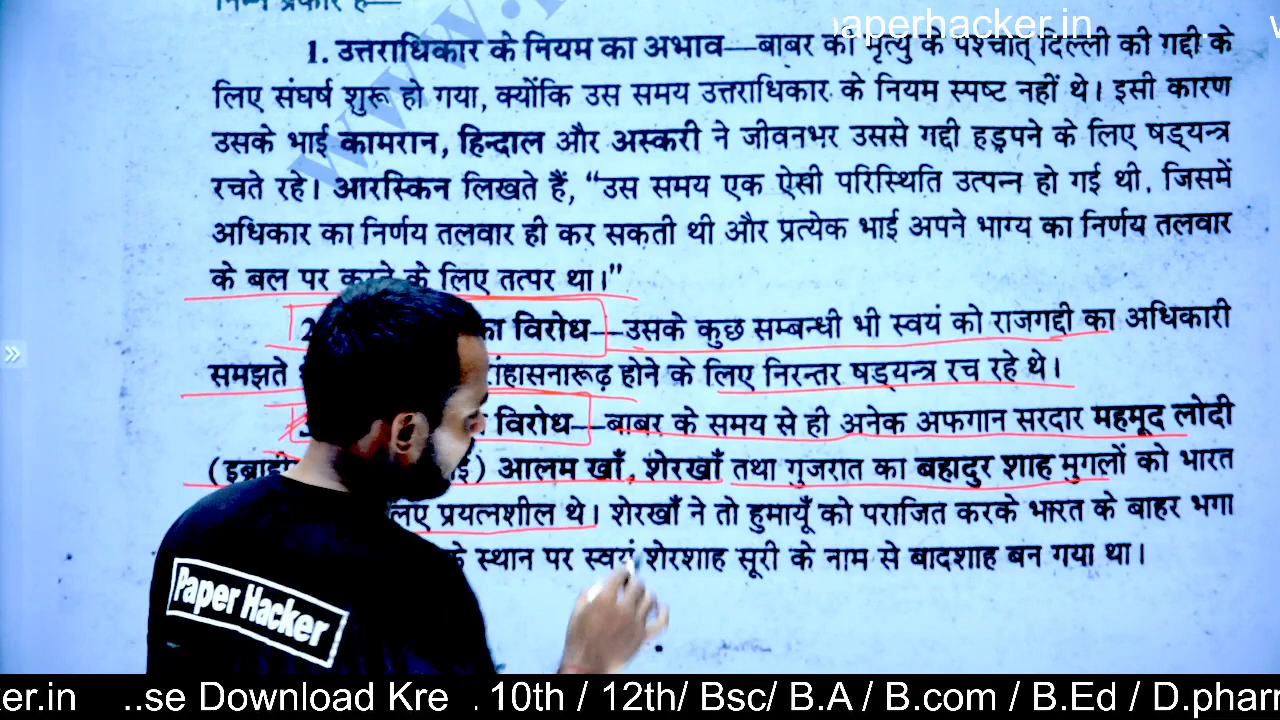 निम्न प्रकार हैं—
paperhacker.in
1. उत्तराधिकार के नियम का अभाव—बाबर की मृत्यु के पश्चात् दिल्ली की गद्दी के
लिए संघर्ष शुरू हो गया, क्योंकि उस समय उत्तराधिकार के नियम स्पष्ट नहीं थे। इसी कारण
उसके भाई कामरान, हिन्दाल और अस्करी ने जीवनभर उससे गद्दी हड़पने के लिए षड्यन्त्र
रचते रहे। आरस्किन लिखते हैं, “उस समय एक ऐसी परिस्थिति उत्पन्न हो गई थी, जिसमें
अधिकार का निर्णय तलवार ही कर सकती थी और प्रत्येक भाई अपने भाग्य का निर्णय तलवार
के बल पर करने के लिए तत्पर था।”
2. का विरोध—उसके कुछ सम्बन्धी भी स्वयं को राजगद्दी का अधिकारी
समझते होने के लिए निरन्तर षड्यन्त्र रच रहे थे।
विरोध—बाबर के समय से ही अनेक अफगान सरदार महमूद लोदी
आलम खाँ, शेरखाँ तथा गुजरात का बहादुर शाह मुगलों को भारत
प्रयत्नशील थे। शेरखाँ ने तो हुमायूँ को पराजित करके भारत के बाहर भगा
के स्थान पर स्वयं शेरशाह सूरी के नाम से बादशाह बन गया था।
Paper Hacker
er.in ..se Download Kre . 10th / 12th/ Bsc/ B.A / B.com / B.Ed / D.phar